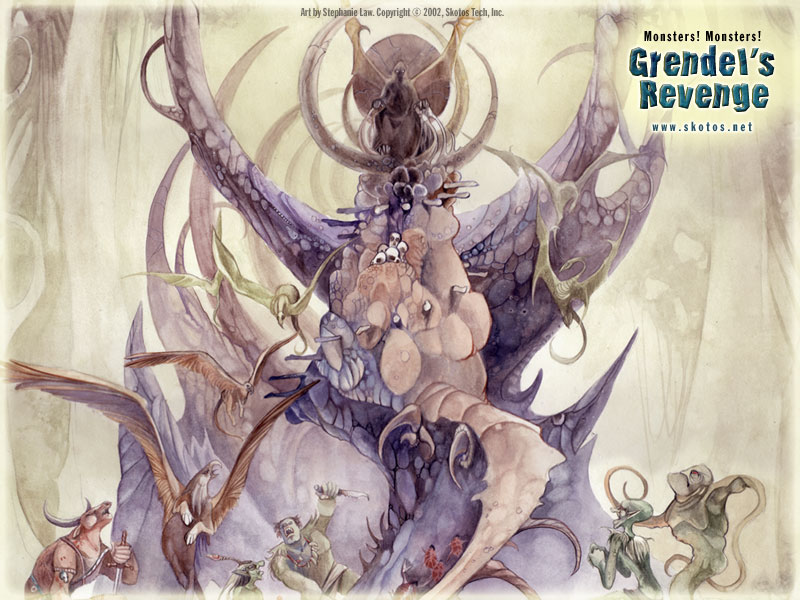 Art by Stephanie Law. Copyright © 2002, Skotos Tech, Inc.
Monsters! Monsters!
Grendel's
Revenge
www.skotos.net